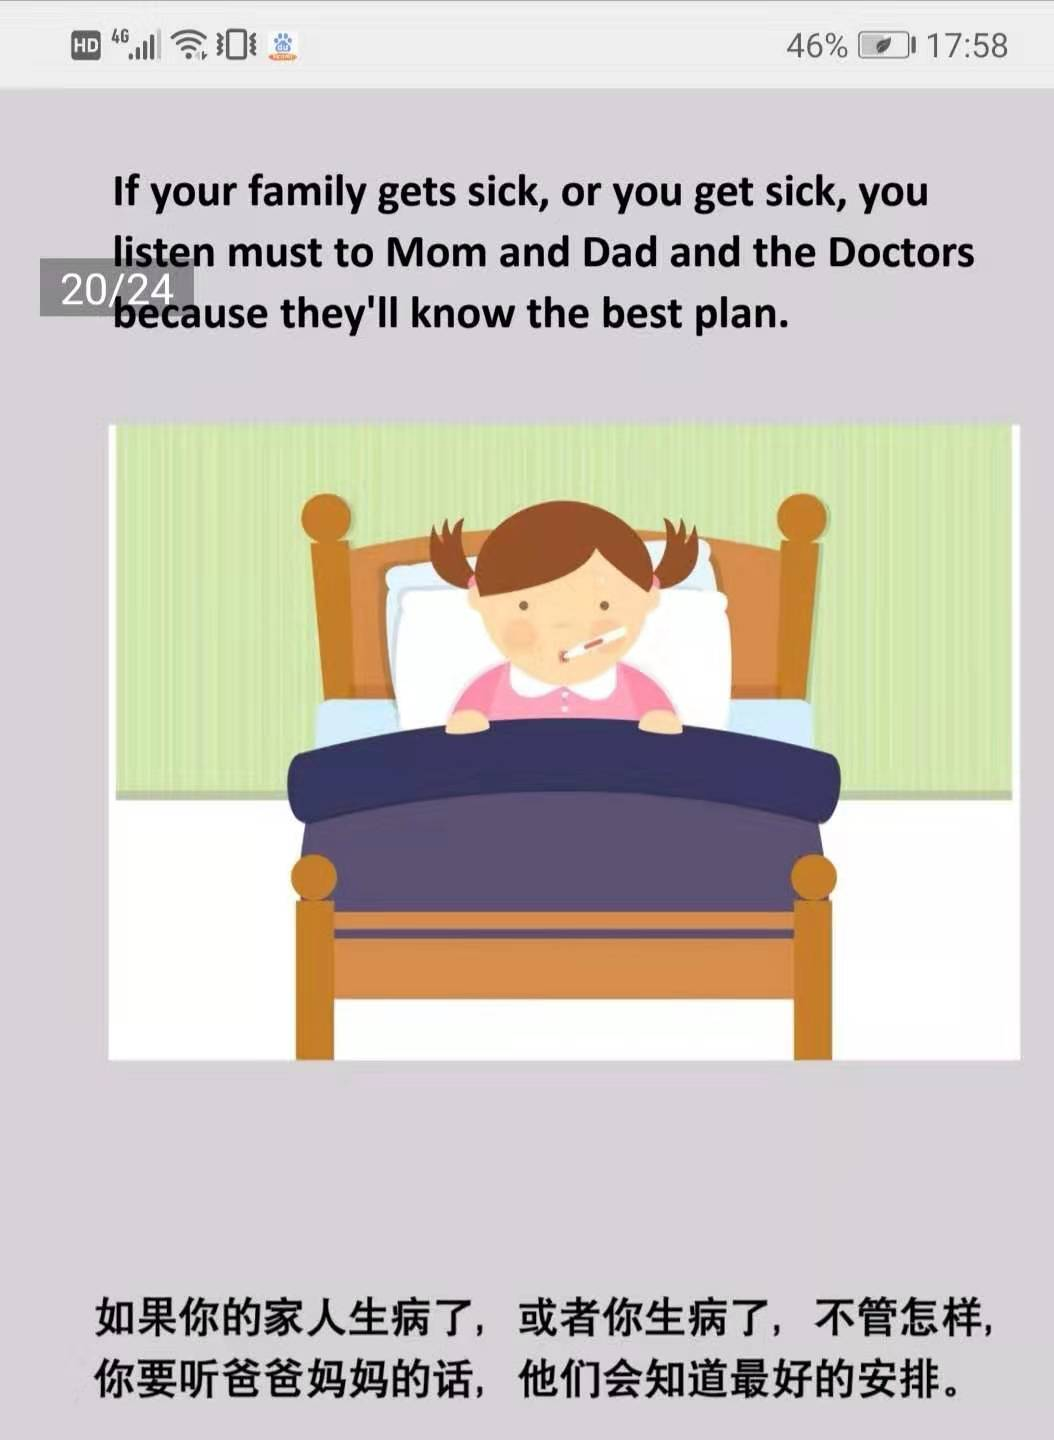 HD 4G 46% 17:58
If your family gets sick, or you get sick, you
listen must to Mom and Dad and the Doctors
20/24
because they'll know the best plan.
如果你的家人生病了，或者你生病了，不管怎样，
你要听爸爸妈妈的话，他们会知道最好的安排。